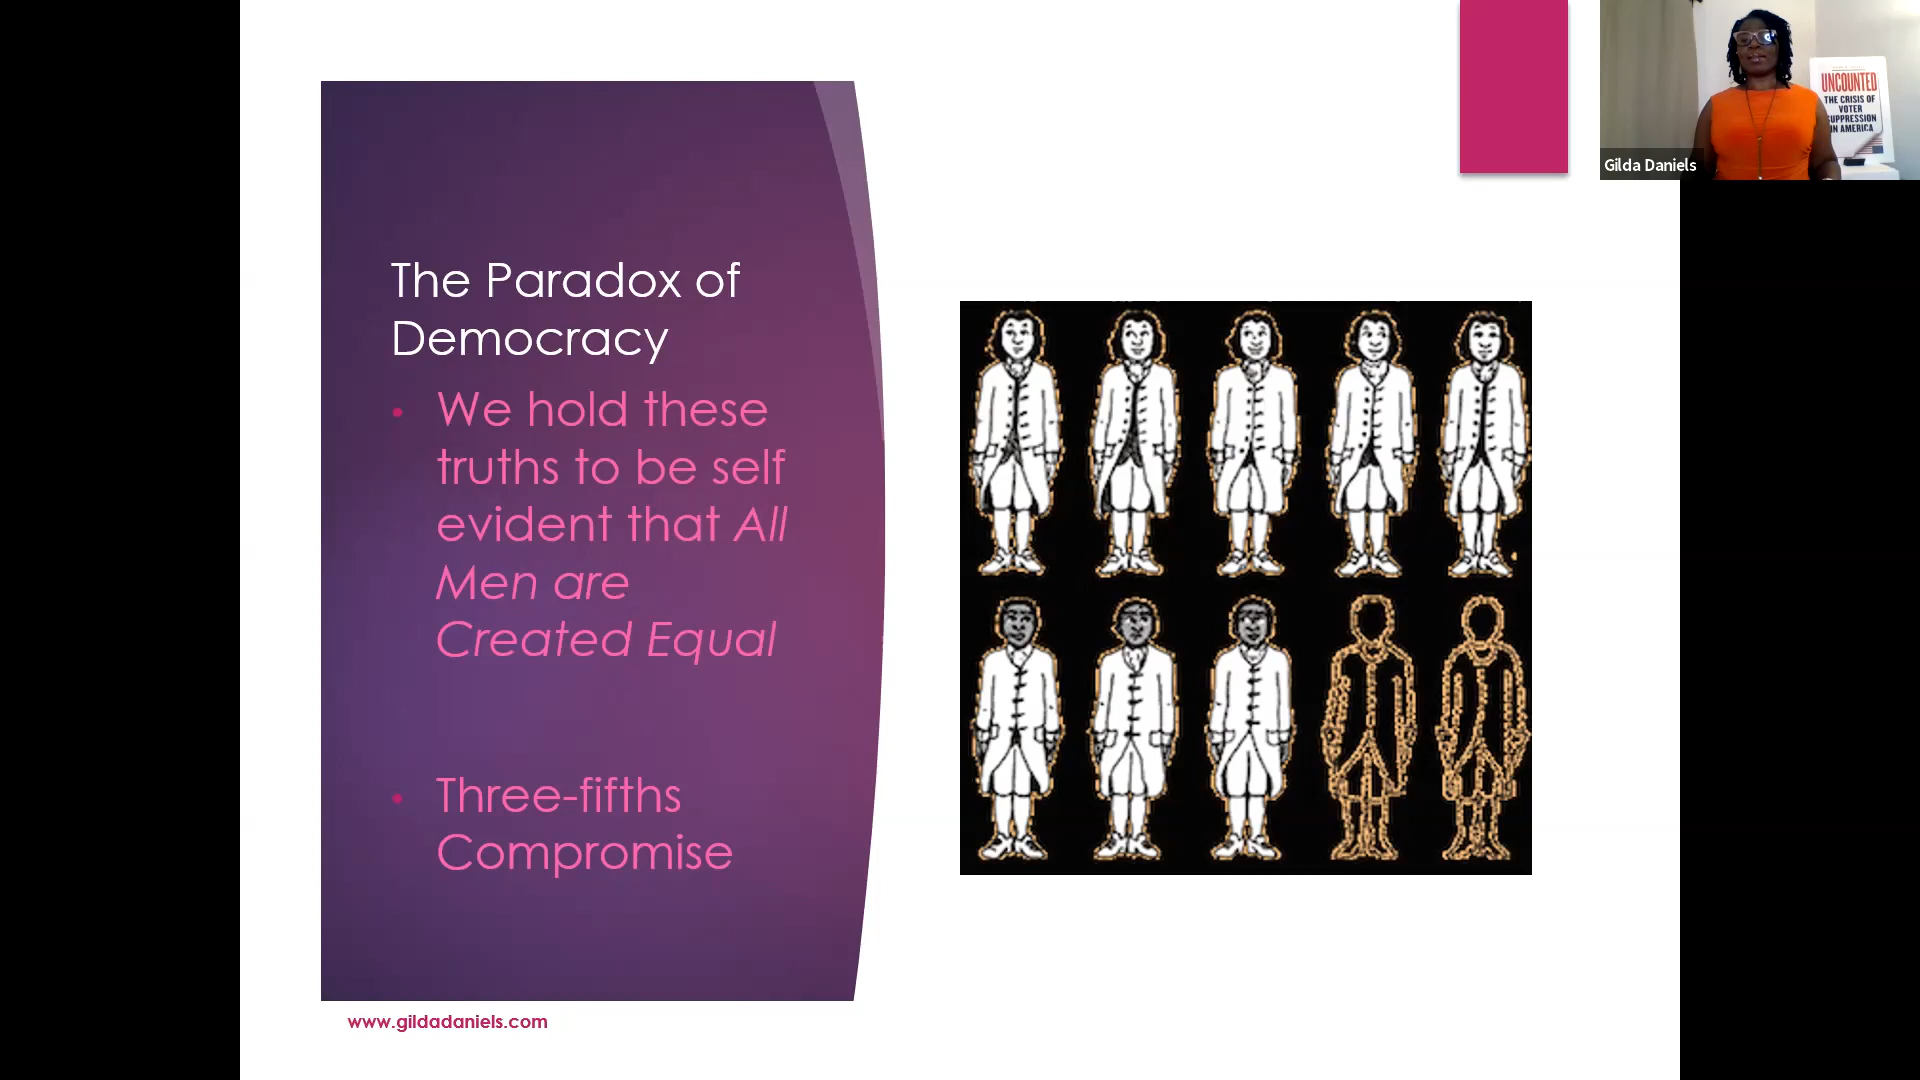 The Paradox of
Democracy
• We hold these
truths to be self
evident that All
Men are
Created Equal
• Three-fifths
Compromise
www.gildadaniels.com
Gilda Daniels
UNCOUNTED
THE CRISIS OF
VOTER
SUPPRESSION
IN AMERICA